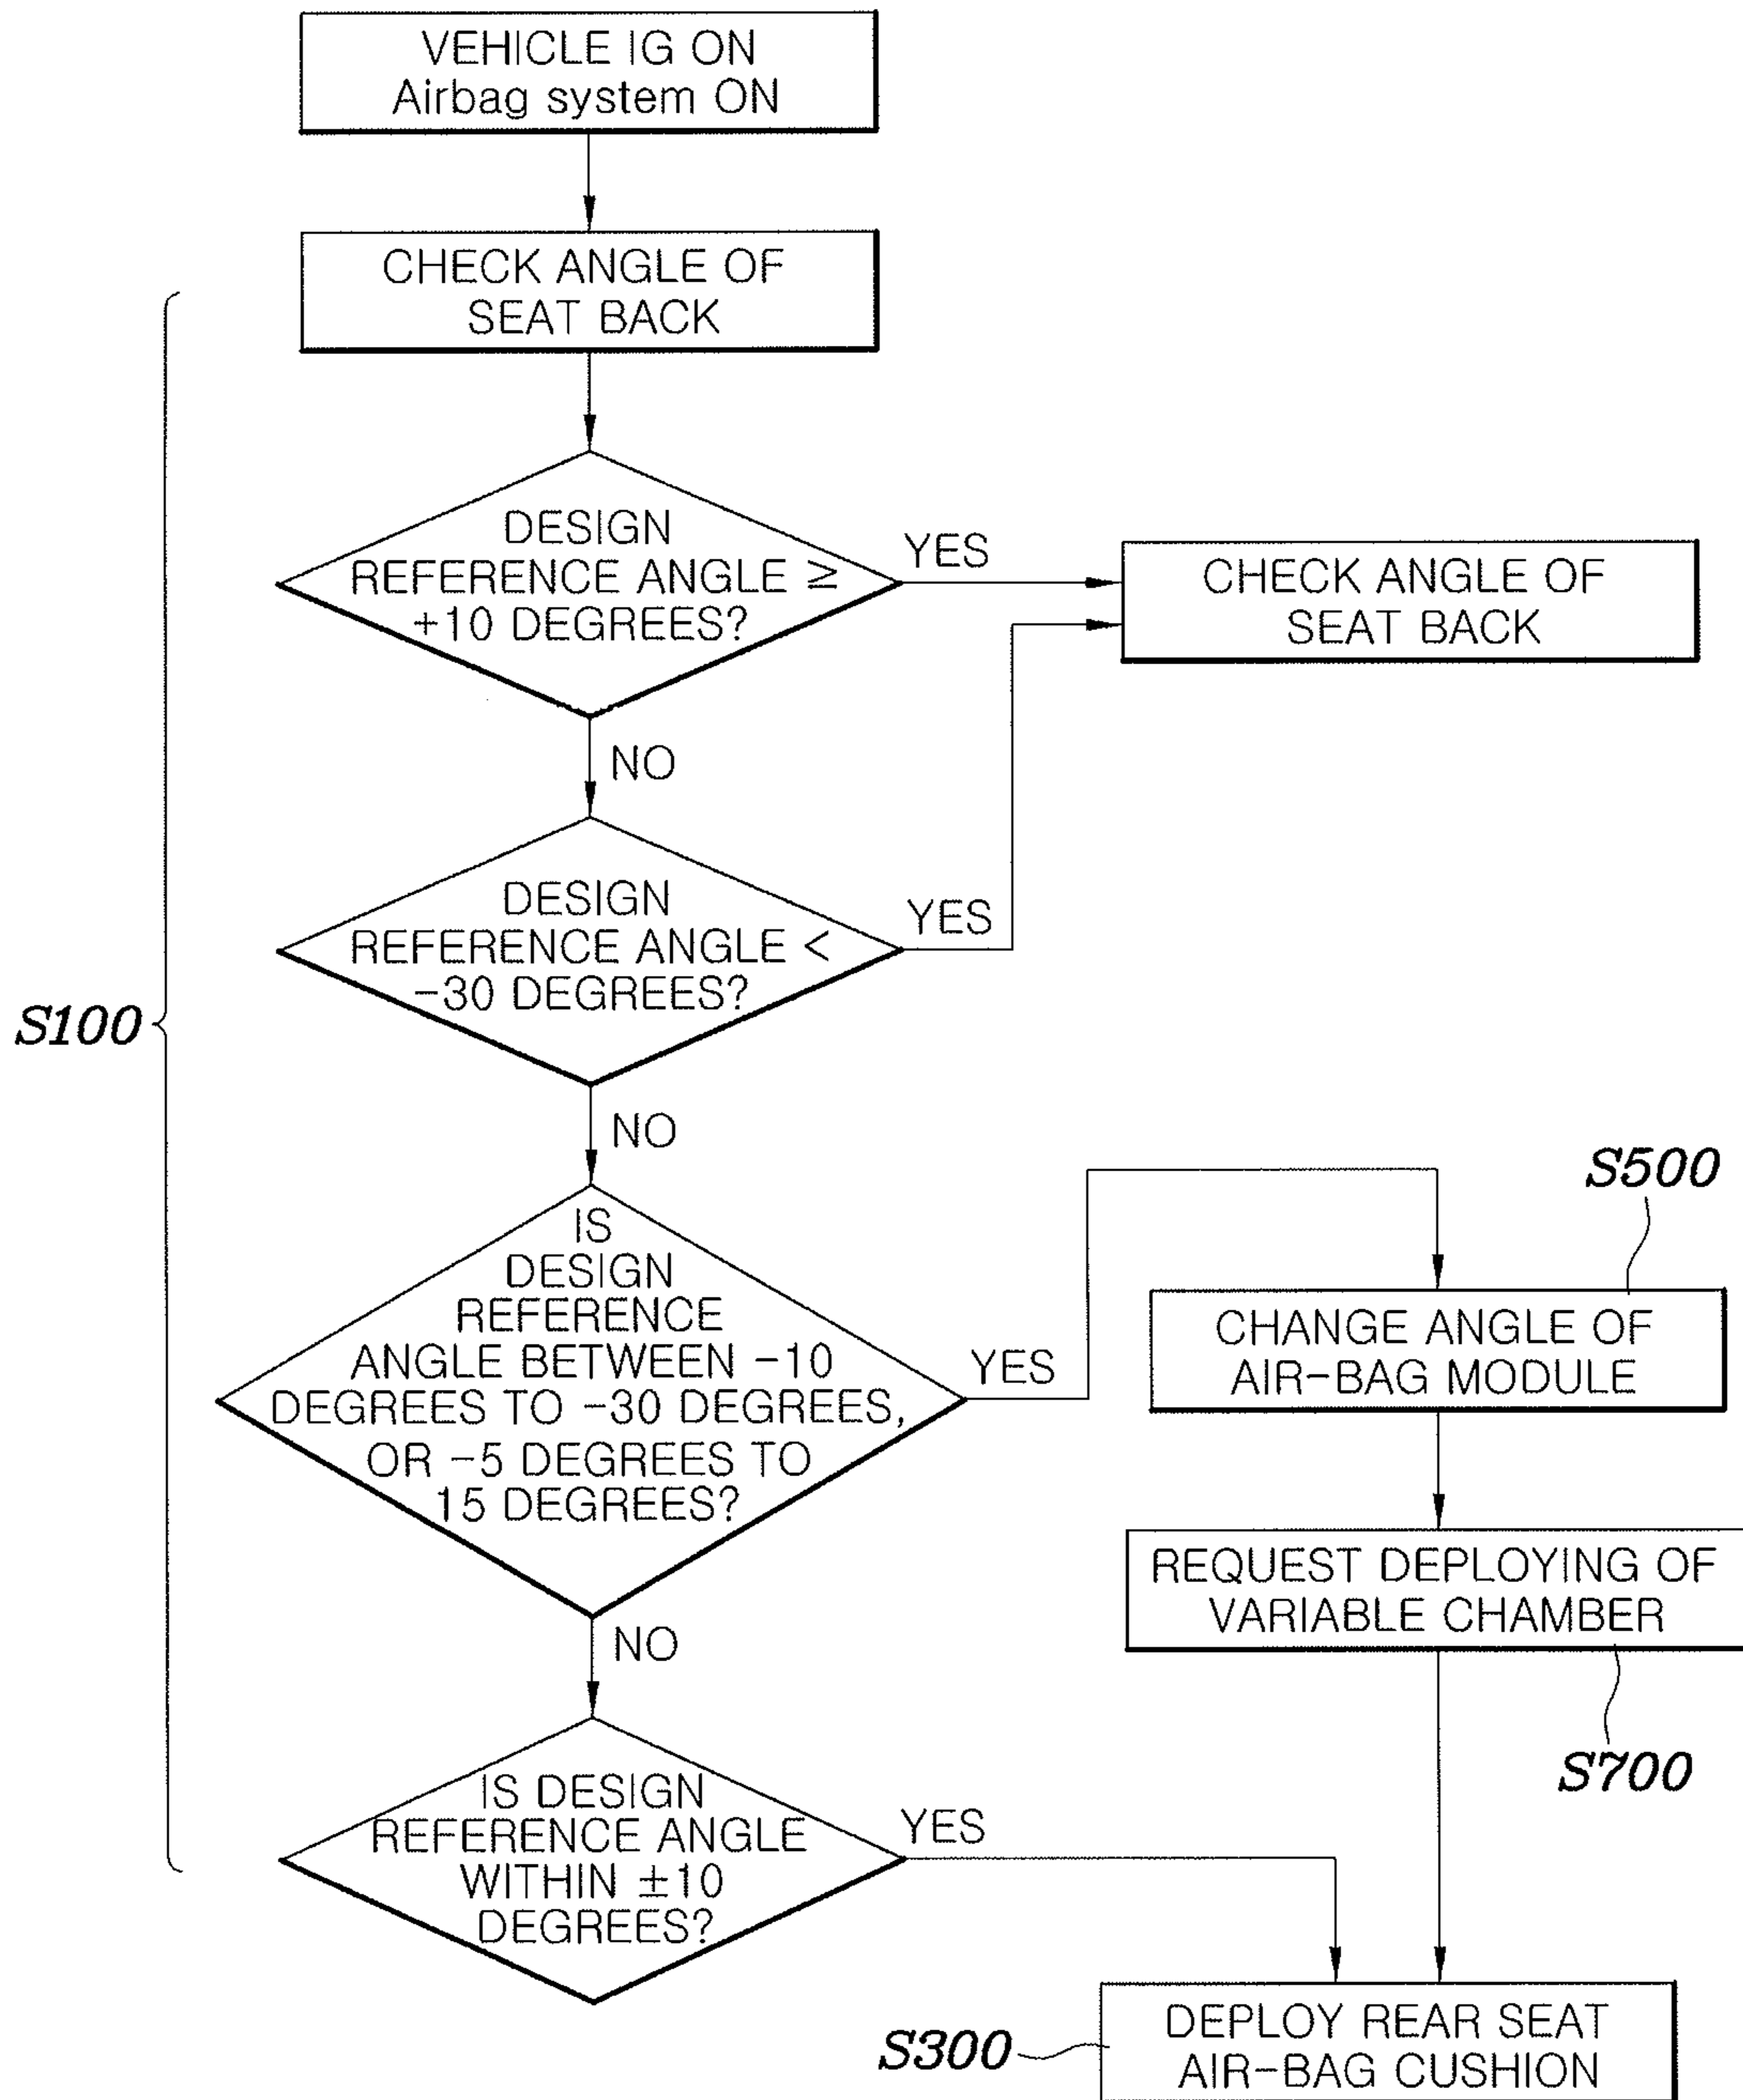 VEHICLE IG ON
Airbag system ON
CHECK ANGLE OF
SEAT BACK
DESIGN
REFERENCE ANGLE ≥
+10 DEGREES?
YES
CHECK ANGLE OF
SEAT BACK
NO
DESIGN
REFERENCE ANGLE <
-30 DEGREES?
YES
S100
NO
IS
DESIGN
REFERENCE
ANGLE BETWEEN -10
DEGREES TO -30 DEGREES,
OR -5 DEGREES TO
15 DEGREES?
YES
S500
CHANGE ANGLE OF
AIR-BAG MODULE
REQUEST DEPLOYING OF
VARIABLE CHAMBER
S700
NO
IS DESIGN
REFERENCE ANGLE
WITHIN ±10
DEGREES?
YES
S300
DEPLOY REAR SEAT
AIR-BAG CUSHION